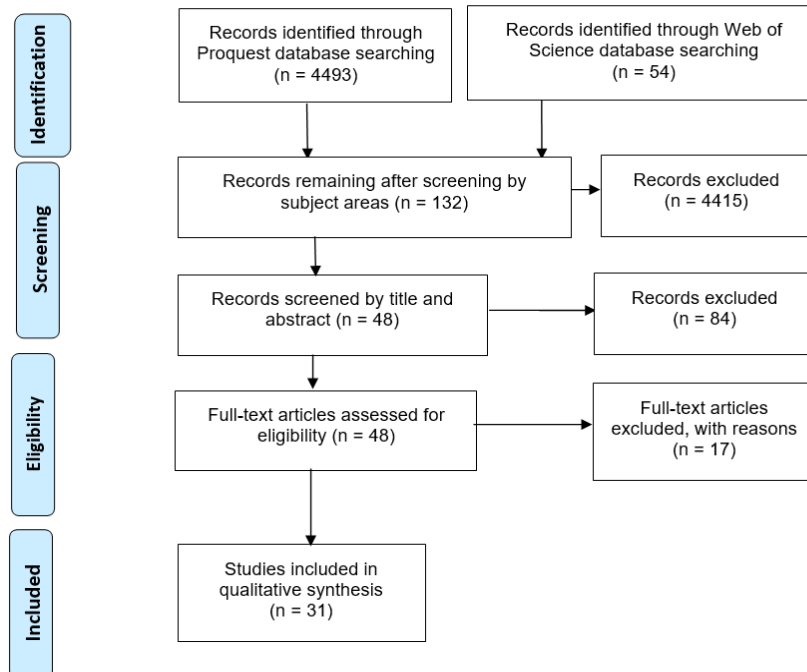 Identification
Records identified through
Proquest database searching
(n = 4493)
Records identified through Web of
Science database searching
(n = 54)
Screening
Records remaining after screening by
subject areas (n = 132)
Records excluded
(n = 4415)
Records screened by title and
abstract (n = 48)
Records excluded
(n = 84)
Eligibility
Full-text articles assessed for
eligibility (n = 48)
Full-text articles
excluded, with reasons
(n = 17)
Included
Studies included in
qualitative synthesis
(n = 31)